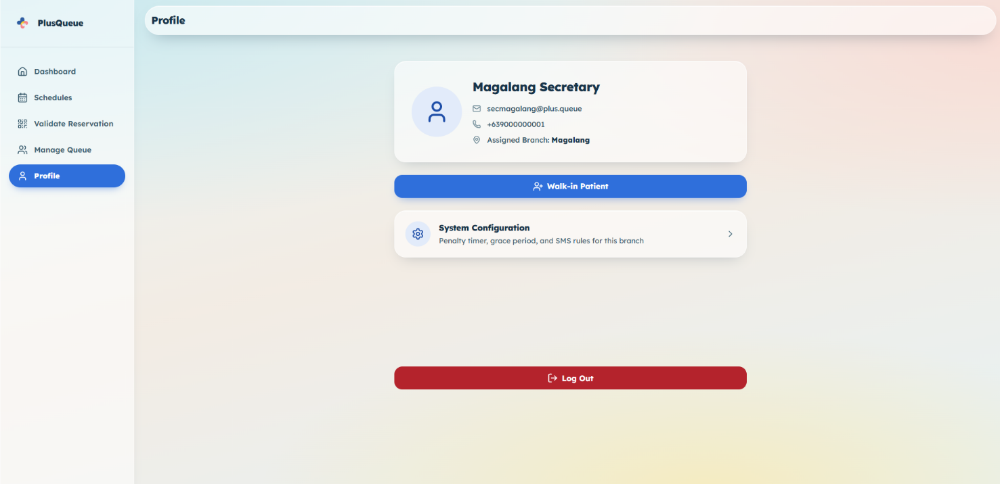 PlusQueue
Dashboard
Schedules
Validate Reservation
Manage Queue
Profile
Profile
Magalang Secretary
secmagalang@plus.queue
+639000000001
Assigned Branch: Magalang
Walk-in Patient
System Configuration
Penalty timer, grace period, and SMS rules for this branch
Log Out